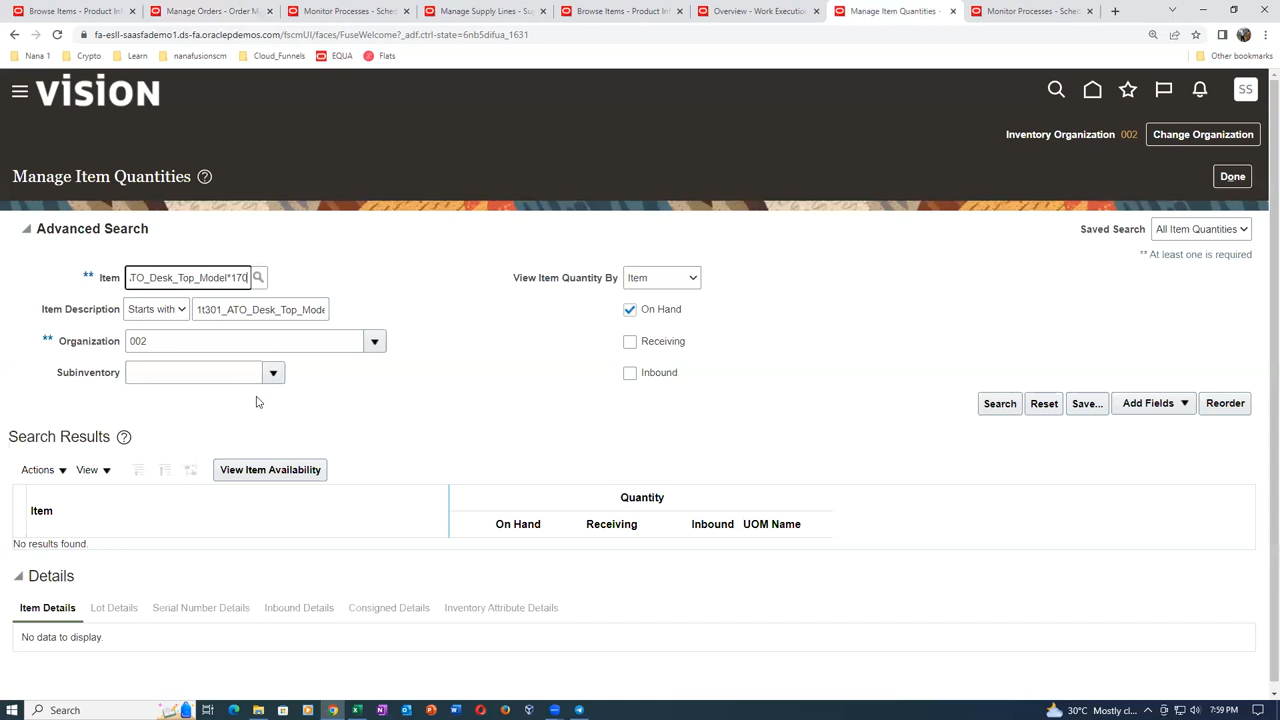 Browse Items - Product Inf
Manage Orders - Order M
Monitor Processes - Sched
Manage Supply Lines - Su
Browse Items - Product Inf
Overview - Work Executio
Manage Item Quantities -
Monitor Processes - Sched
fa-esll-saasfademo1.ds-fa.oraclepdemos.com/fscmUI/faces/FuseWelcome?_adf.ctrl-state=6nb5difua_1631
Nana 1
Crypto
Learn
nanafusionscm
Cloud_Funnels
EQUA
Flats
Other bookmarks
VISION
SS
Inventory Organization 002 Change Organization
Manage Item Quantities
Done
Advanced Search
Saved Search All Item Quantities
** At least one is required
** Item .TO_Desk_Top_Model*170
View Item Quantity By Item
Item Description Starts with 1t301_ATO_Desk_Top_Mode
On Hand
** Organization 002
Receiving
Subinventory
Inbound
Search Reset Save... Add Fields Reorder
Search Results
Actions View View Item Availability
Item
Quantity
On Hand Receiving Inbound UOM Name
No results found.
Details
Item Details Lot Details Serial Number Details Inbound Details Consigned Details Inventory Attribute Details
No data to display.
Search
30°C Mostly c...
7:59 PM